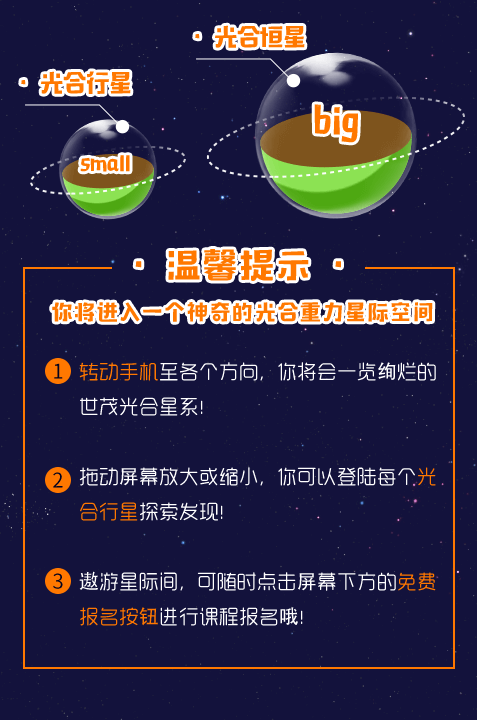 · 光合恒星
· 光合行星
big
small
· 温馨提示 ·
你将进入一个神奇的光合重力星际空间
1 转动手机至各个方向，你将会一览绚烂的
世茂光合星系!
2 拖动屏幕放大或缩小，你可以登陆每个光
合行星探索发现!
3 遨游星际间，可随时点击屏幕下方的免费
报名按钮进行课程报名哦!